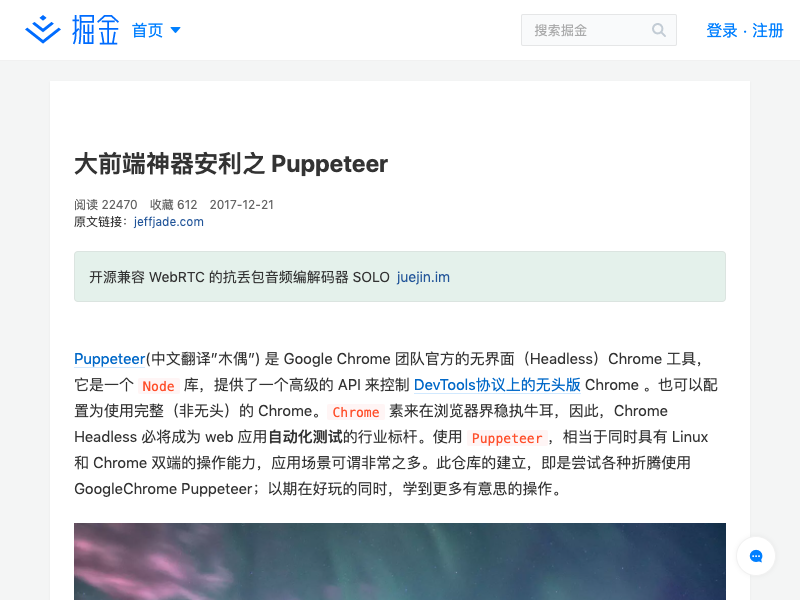 掘金 首页 搜索掘金 登录 · 注册
大前端神器安利之 Puppeteer
阅读 22470 收藏 612 2017-12-21
原文链接：jeffjade.com
开源兼容 WebRTC 的抗丢包音频编解码器 SOLO juejin.im
Puppeteer(中文翻译”木偶”) 是 Google Chrome 团队官方的无界面（Headless）Chrome 工具，
它是一个 Node 库，提供了一个高级的 API 来控制 DevTools协议上的无头版 Chrome 。也可以配
置为使用完整（非无头）的 Chrome。 Chrome 素来在浏览器界稳执牛耳，因此，Chrome
Headless 必将成为 web 应用自动化测试的行业标杆。使用 Puppeteer ，相当于同时具有 Linux
和 Chrome 双端的操作能力，应用场景可谓非常之多。此仓库的建立，即是尝试各种折腾使用
GoogleChrome Puppeteer；以期在好玩的同时，学到更多有意思的操作。